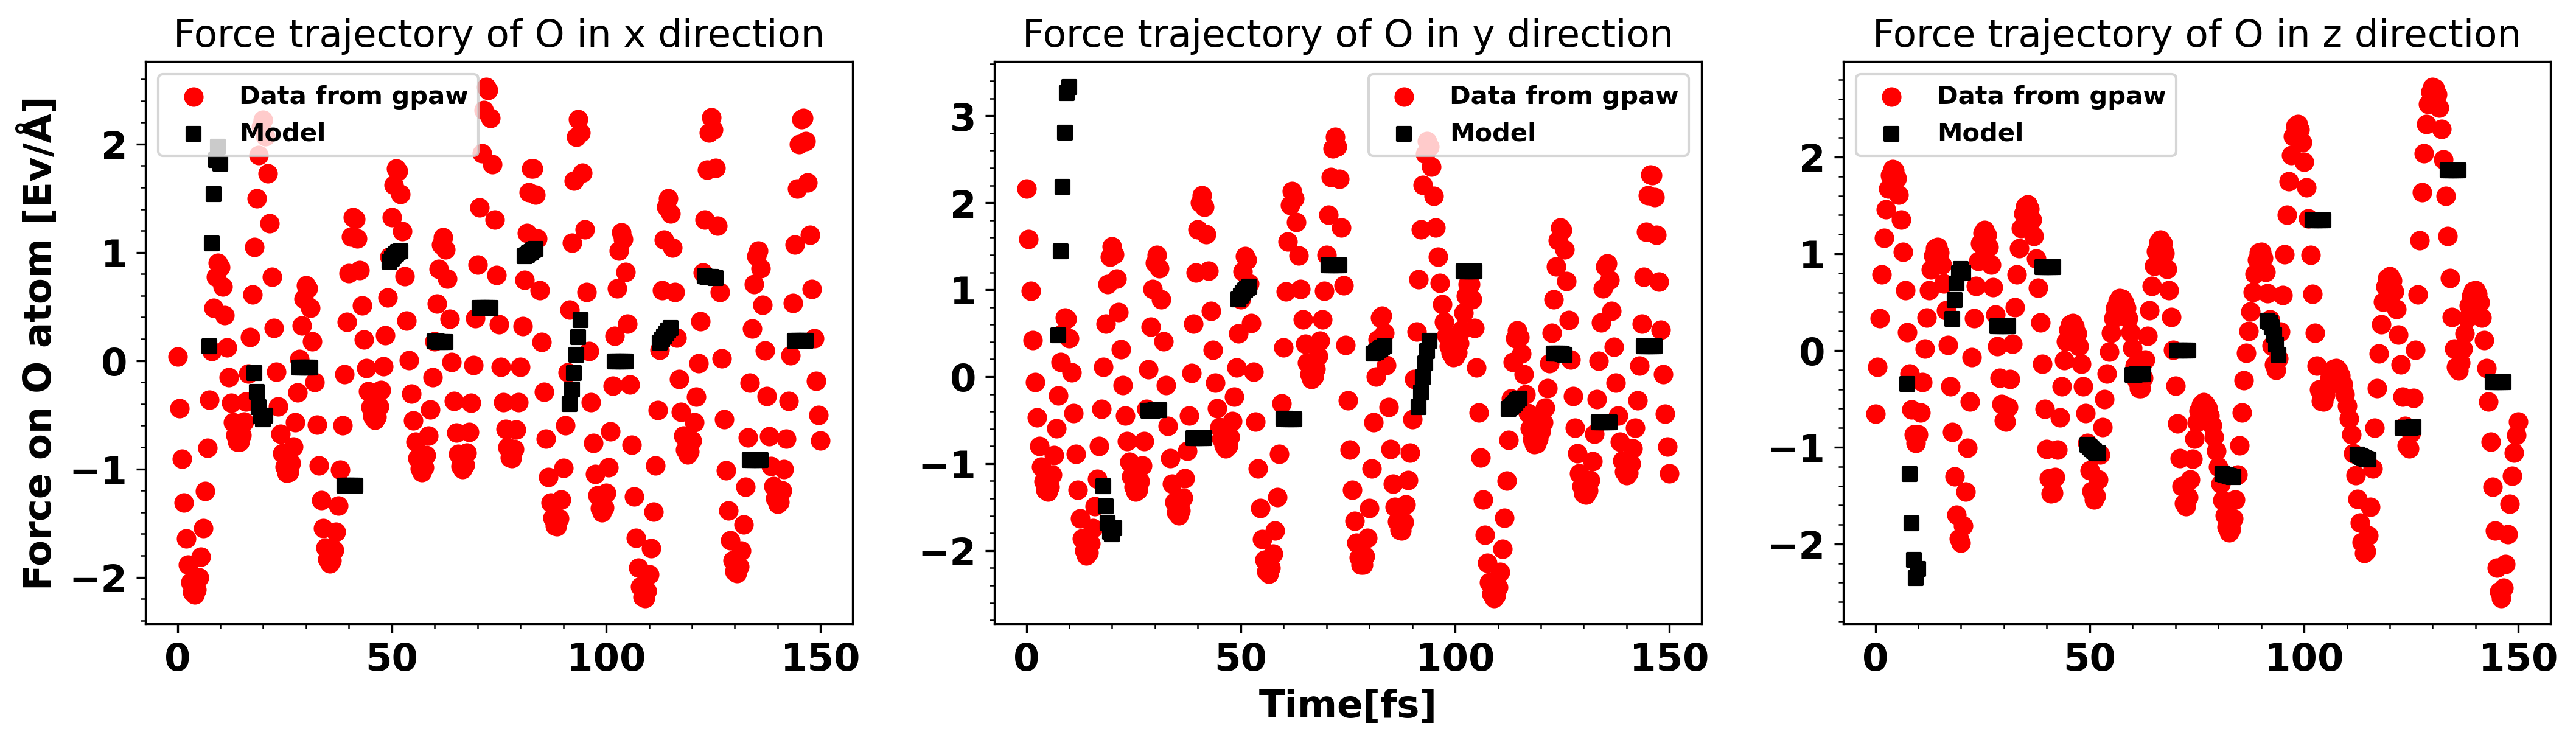 Force trajectory of O in x direction
Force on O atom [Ev/Å]
Data from gpaw
Model
2
1
0
−1
−2
0
50
100
150
Force trajectory of O in y direction
Data from gpaw
Model
3
2
1
0
−1
−2
0
50
100
150
Time[fs]
Force trajectory of O in z direction
Data from gpaw
Model
2
1
0
−1
−2
0
50
100
150